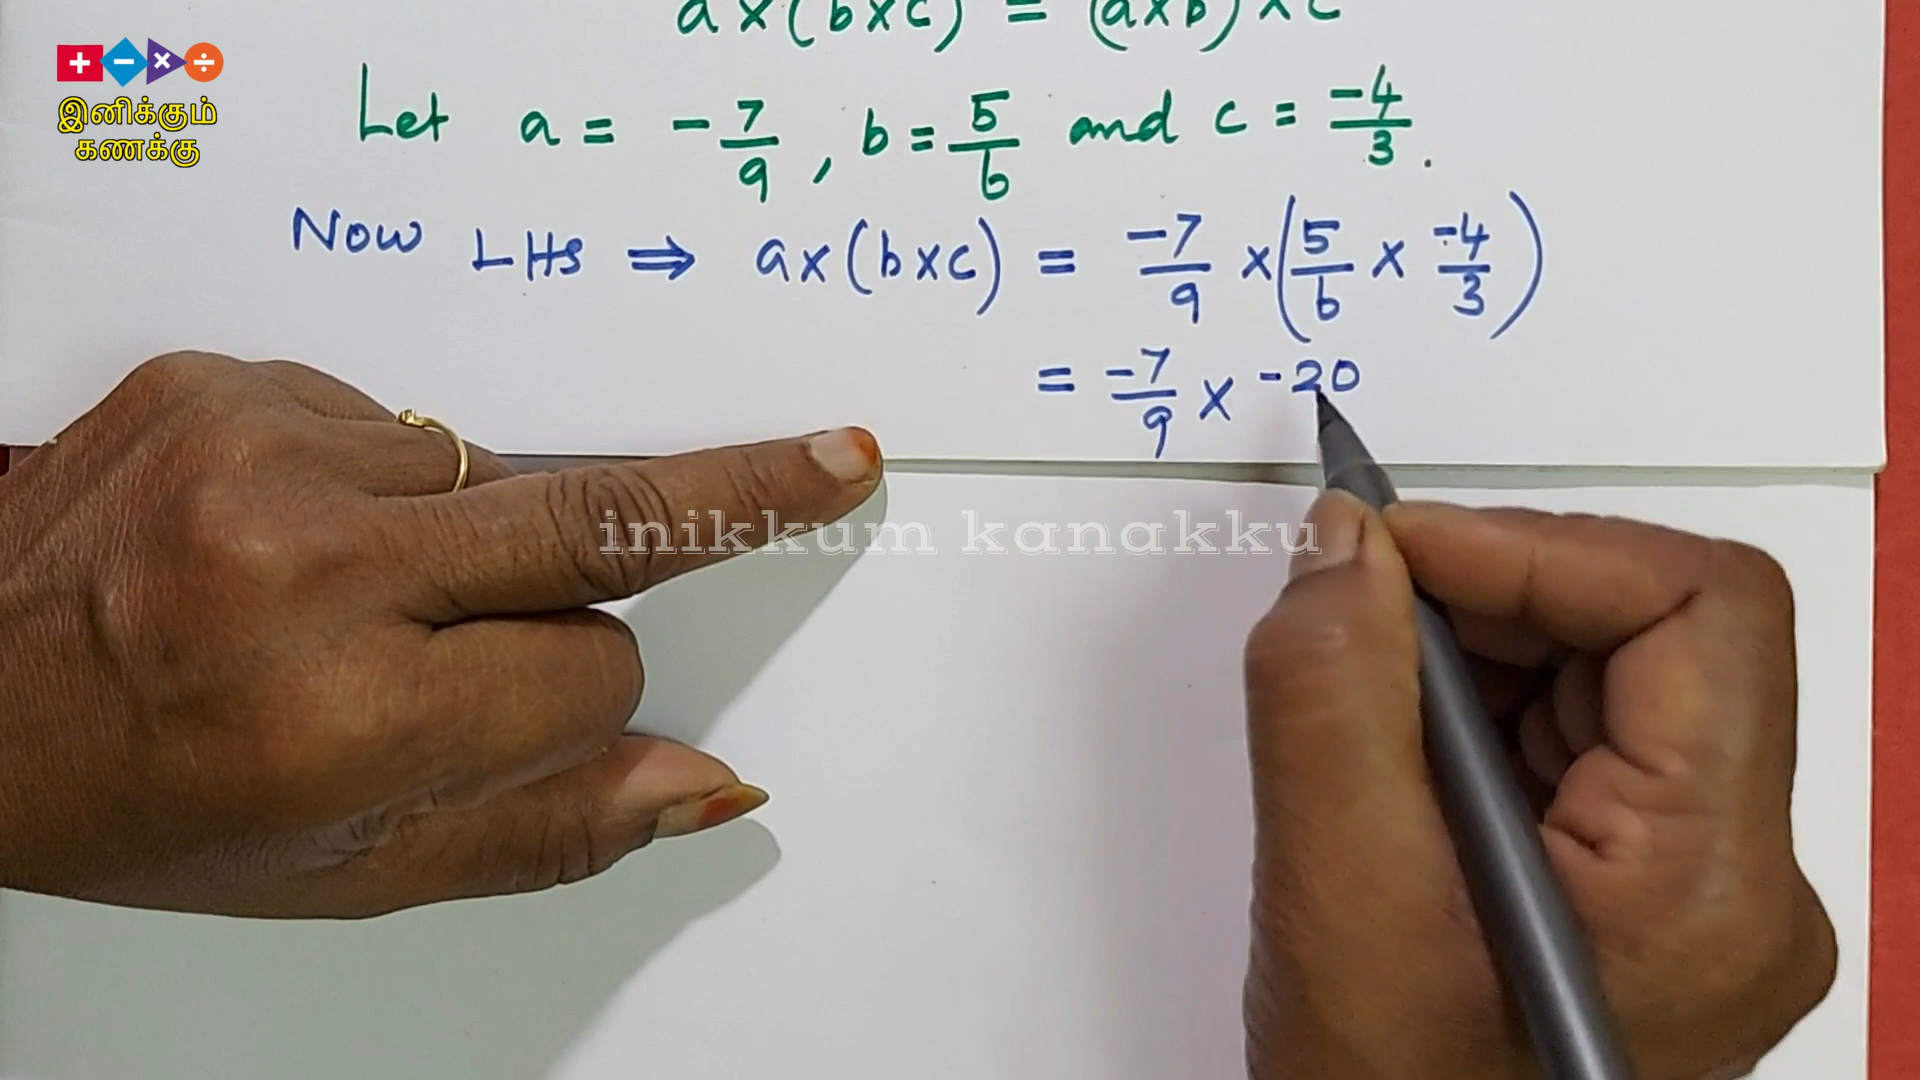 a×(b×c) = (a×b)×c
+ − × ÷
இனிக்கும்
கணக்கு
Let a = -7/9, b = 5/6 and c = -4/3.
Now LHS ⇒ a×(b×c) = -7/9 ×(5/6 × -4/3)
= -7/9 × -20
inikkum kanakku